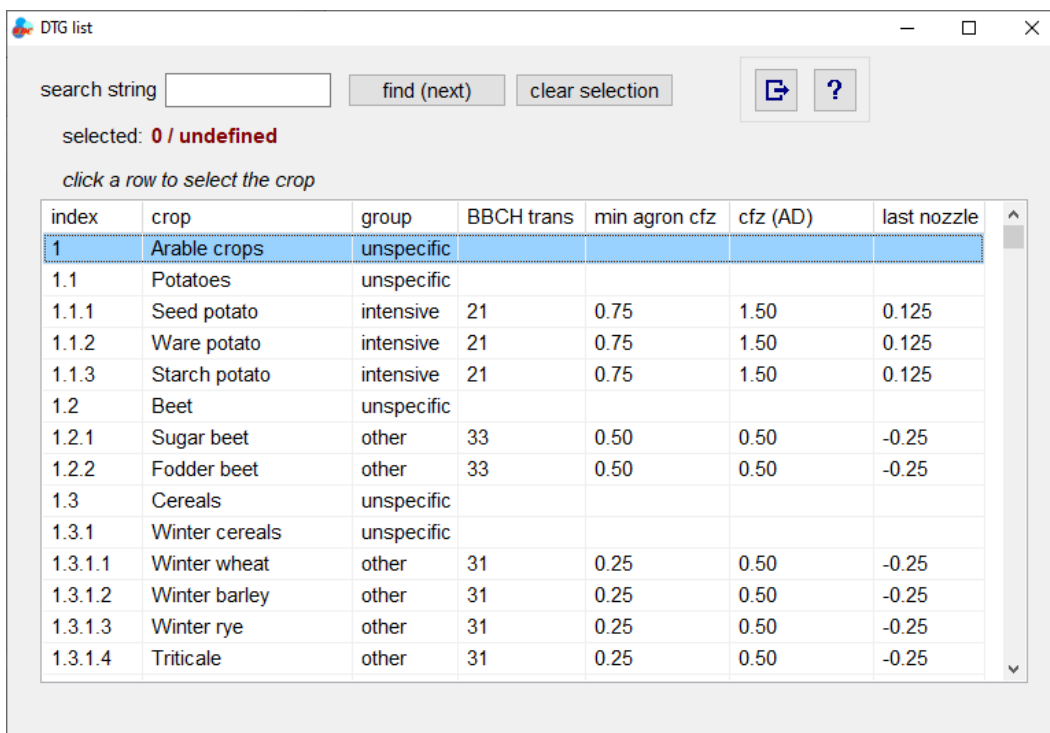 DTG list
search string find (next) clear selection ?
selected: 0 / undefined
click a row to select the crop
index crop group BBCH trans min agron cfz cfz (AD) last nozzle
1 Arable crops unspecific
1.1 Potatoes unspecific
1.1.1 Seed potato intensive 21 0.75 1.50 0.125
1.1.2 Ware potato intensive 21 0.75 1.50 0.125
1.1.3 Starch potato intensive 21 0.75 1.50 0.125
1.2 Beet unspecific
1.2.1 Sugar beet other 33 0.50 0.50 -0.25
1.2.2 Fodder beet other 33 0.50 0.50 -0.25
1.3 Cereals unspecific
1.3.1 Winter cereals unspecific
1.3.1.1 Winter wheat other 31 0.25 0.50 -0.25
1.3.1.2 Winter barley other 31 0.25 0.50 -0.25
1.3.1.3 Winter rye other 31 0.25 0.50 -0.25
1.3.1.4 Triticale other 31 0.25 0.50 -0.25